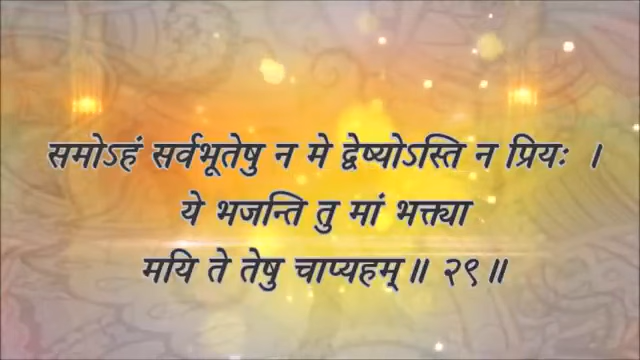 समोऽहं सर्वभूतेषु न मे द्वेष्योऽस्ति न प्रियः ।
ये भजन्ति तु मां भक्त्या
मयि ते तेषु चाप्यहम् ॥ २९ ॥